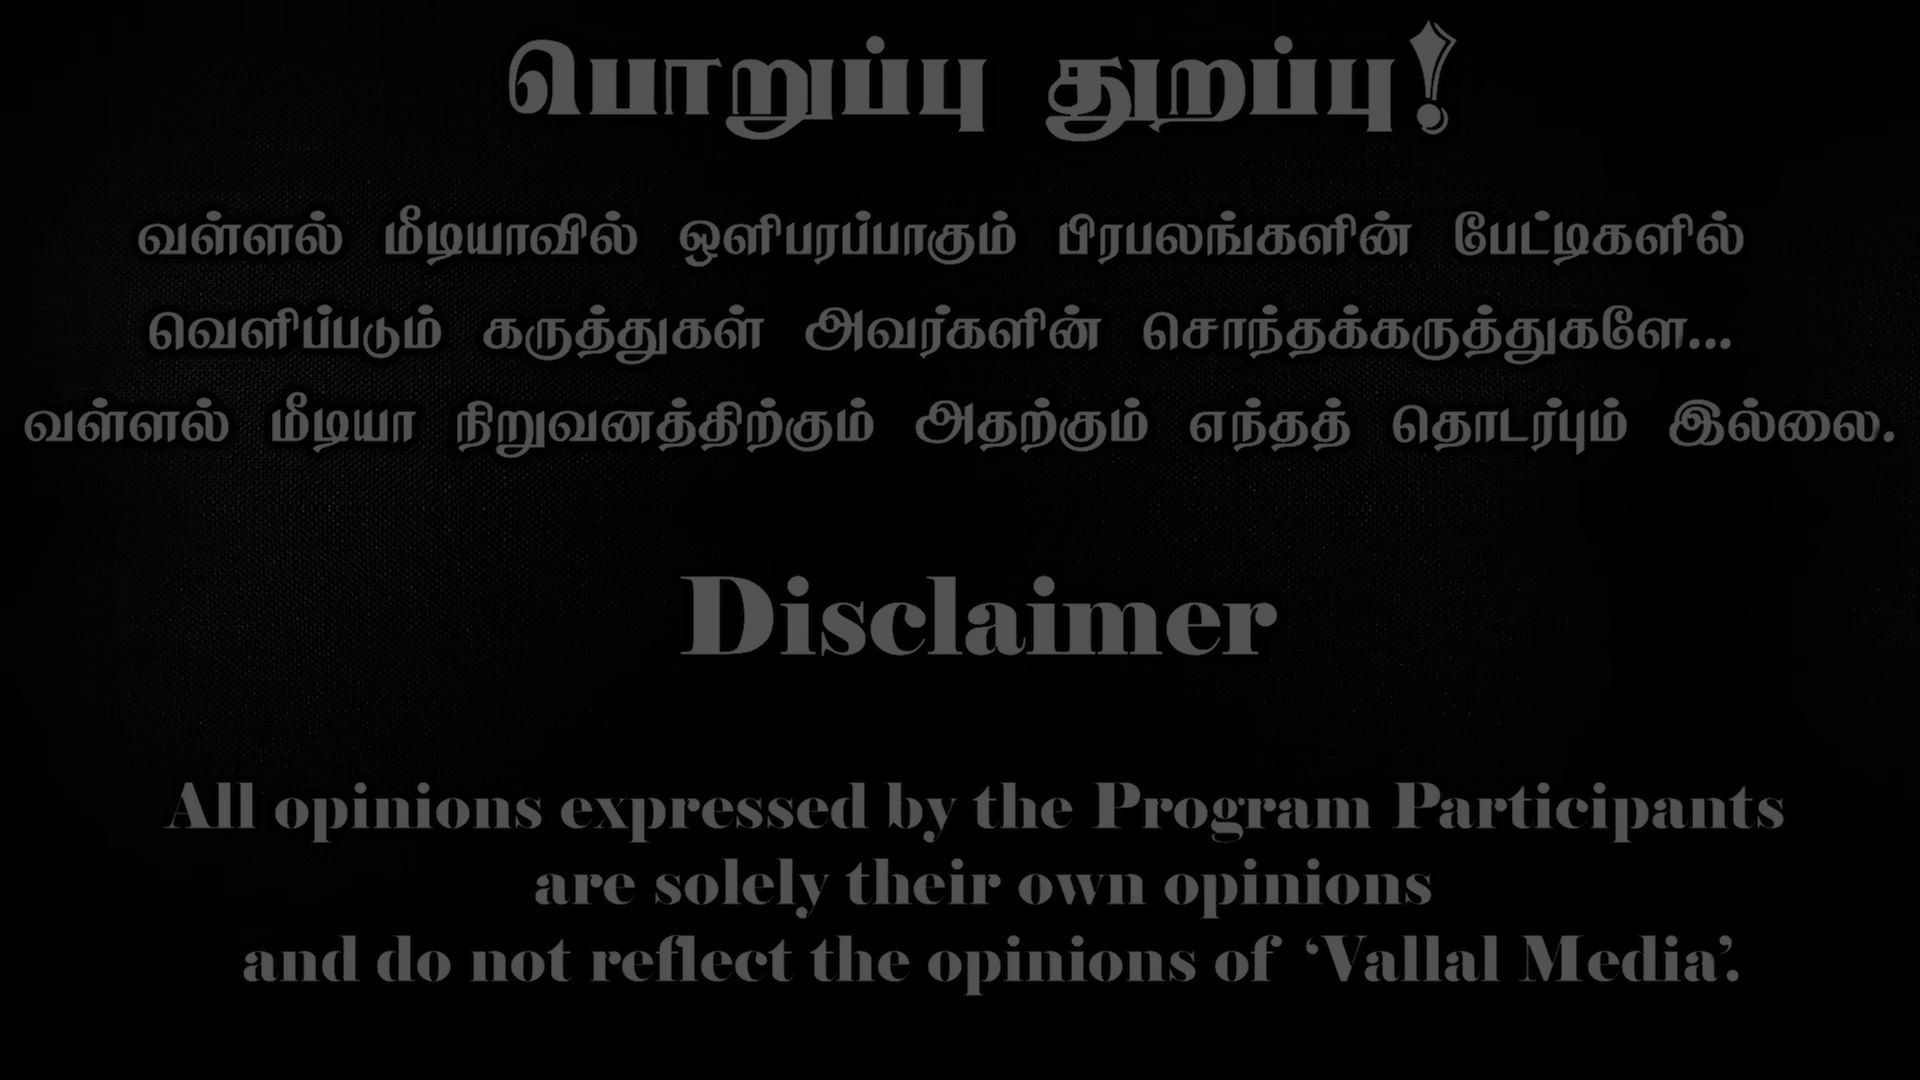 பொறுப்பு துறப்பு!
வள்ளல் மீடியாவில் ஒளிபரப்பாகும் பிரபலங்களின் பேட்டிகளில்
வெளிப்படும் கருத்துகள் அவர்களின் சொந்தக்கருத்துகளே...
வள்ளல் மீடியா நிறுவனத்திற்கும் அதற்கும் எந்தத் தொடர்பும் இல்லை.
Disclaimer
All opinions expressed by the Program Participants
are solely their own opinions
and do not reflect the opinions of ‘Vallal Media’.